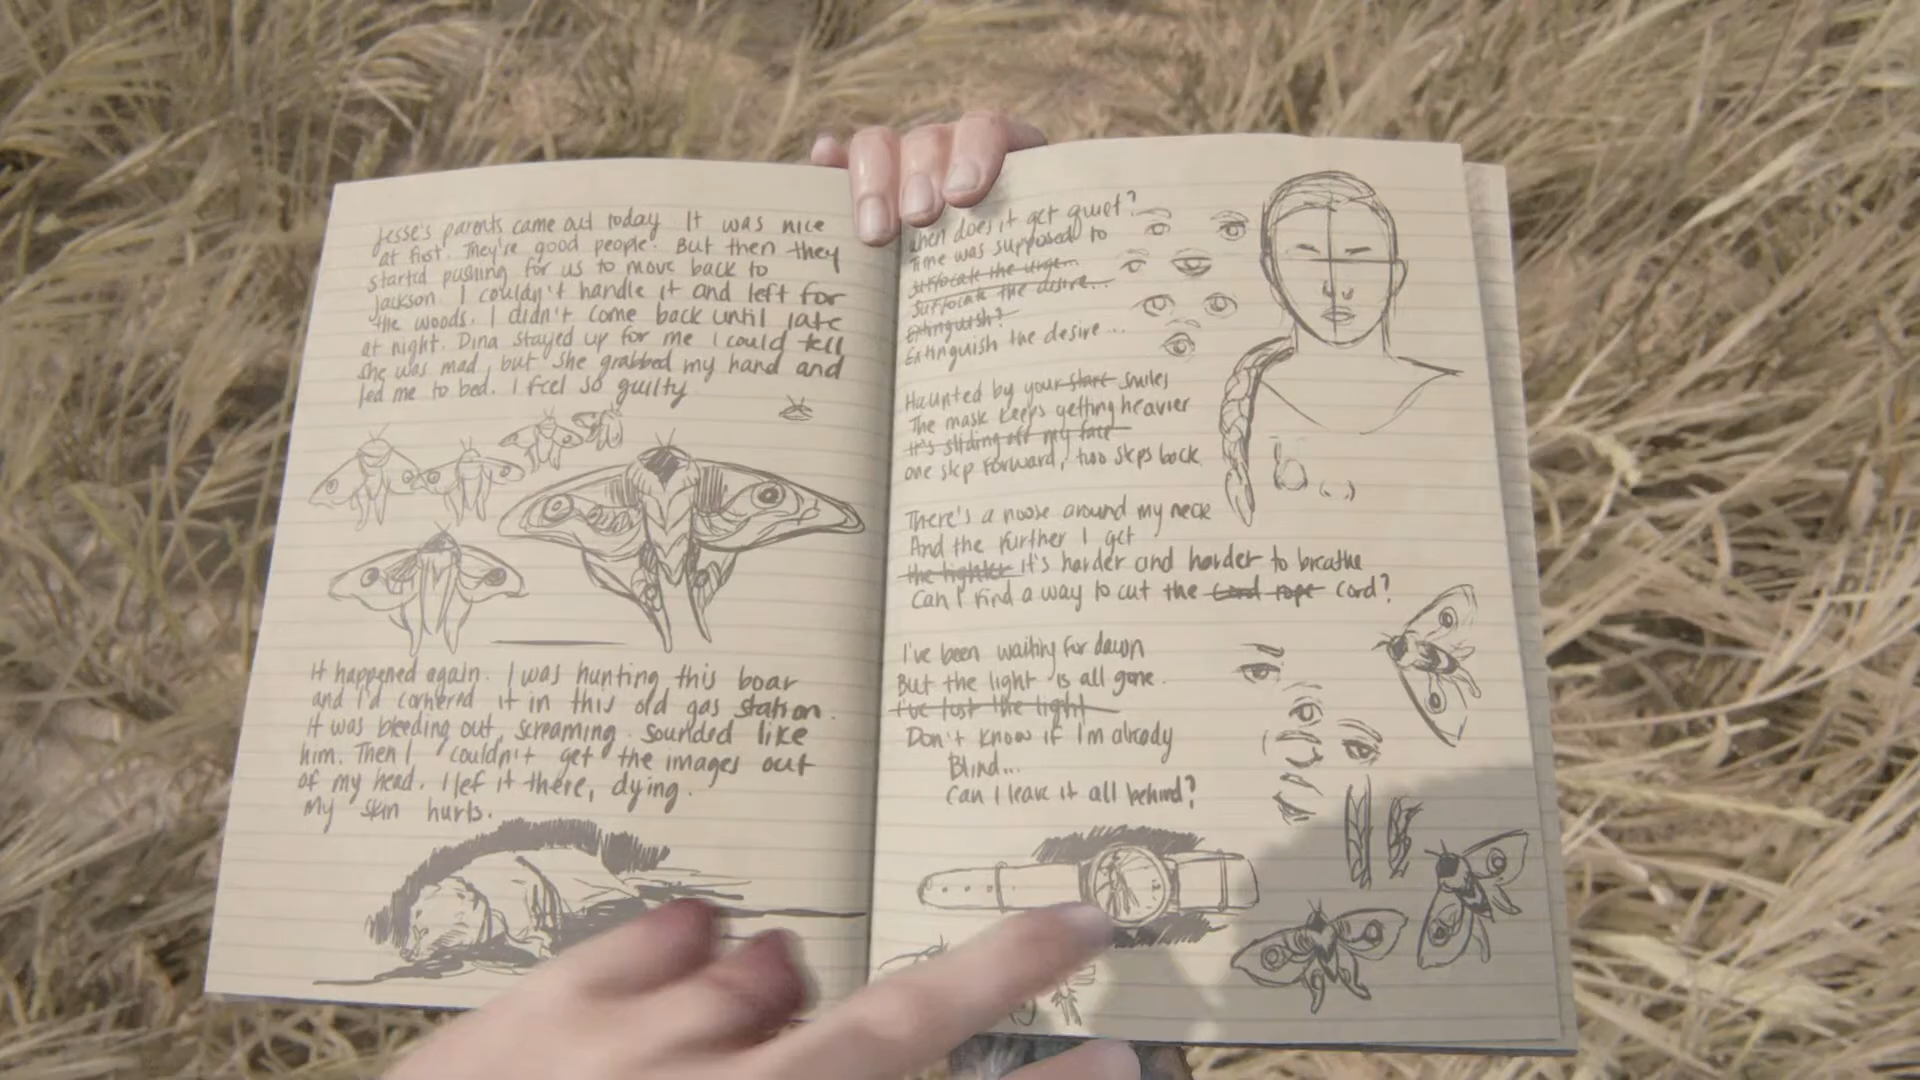 Jesse's parents came out today. It was nice
at first. They're good people. But then they
started pushing for us to move back to
Jackson. I couldn't handle it and left for
the woods. I didn't come back until late
at night. Dina stayed up for me I could tell
she was mad, but she grabbed my hand and
led me to bed. I feel so guilty
It happened again. I was hunting this boar
and I'd cornered it in this old gas station.
It was bleeding out, screaming. Sounded like
him. Then I couldn't get the images out
of my head. I lef it there, dying.
My skin hurts.
When does it get quiet?
Time was supposed to
suffocate the urge...
suffocate the desire...
Extinguish?
Extinguish the desire...
Haunted by your stare smiles
The mask keeps getting heavier
It's sliding off my face
one step forward, two steps back
There's a noose around my neck
And the further I get
the tighter it's harder and harder to breathe
Can I find a way to cut the cord rope cord?
I've been waiting for dawn
But the light is all gone.
I've lost the light
Don't know if I'm already
Blind...
Can I leave it all behind?